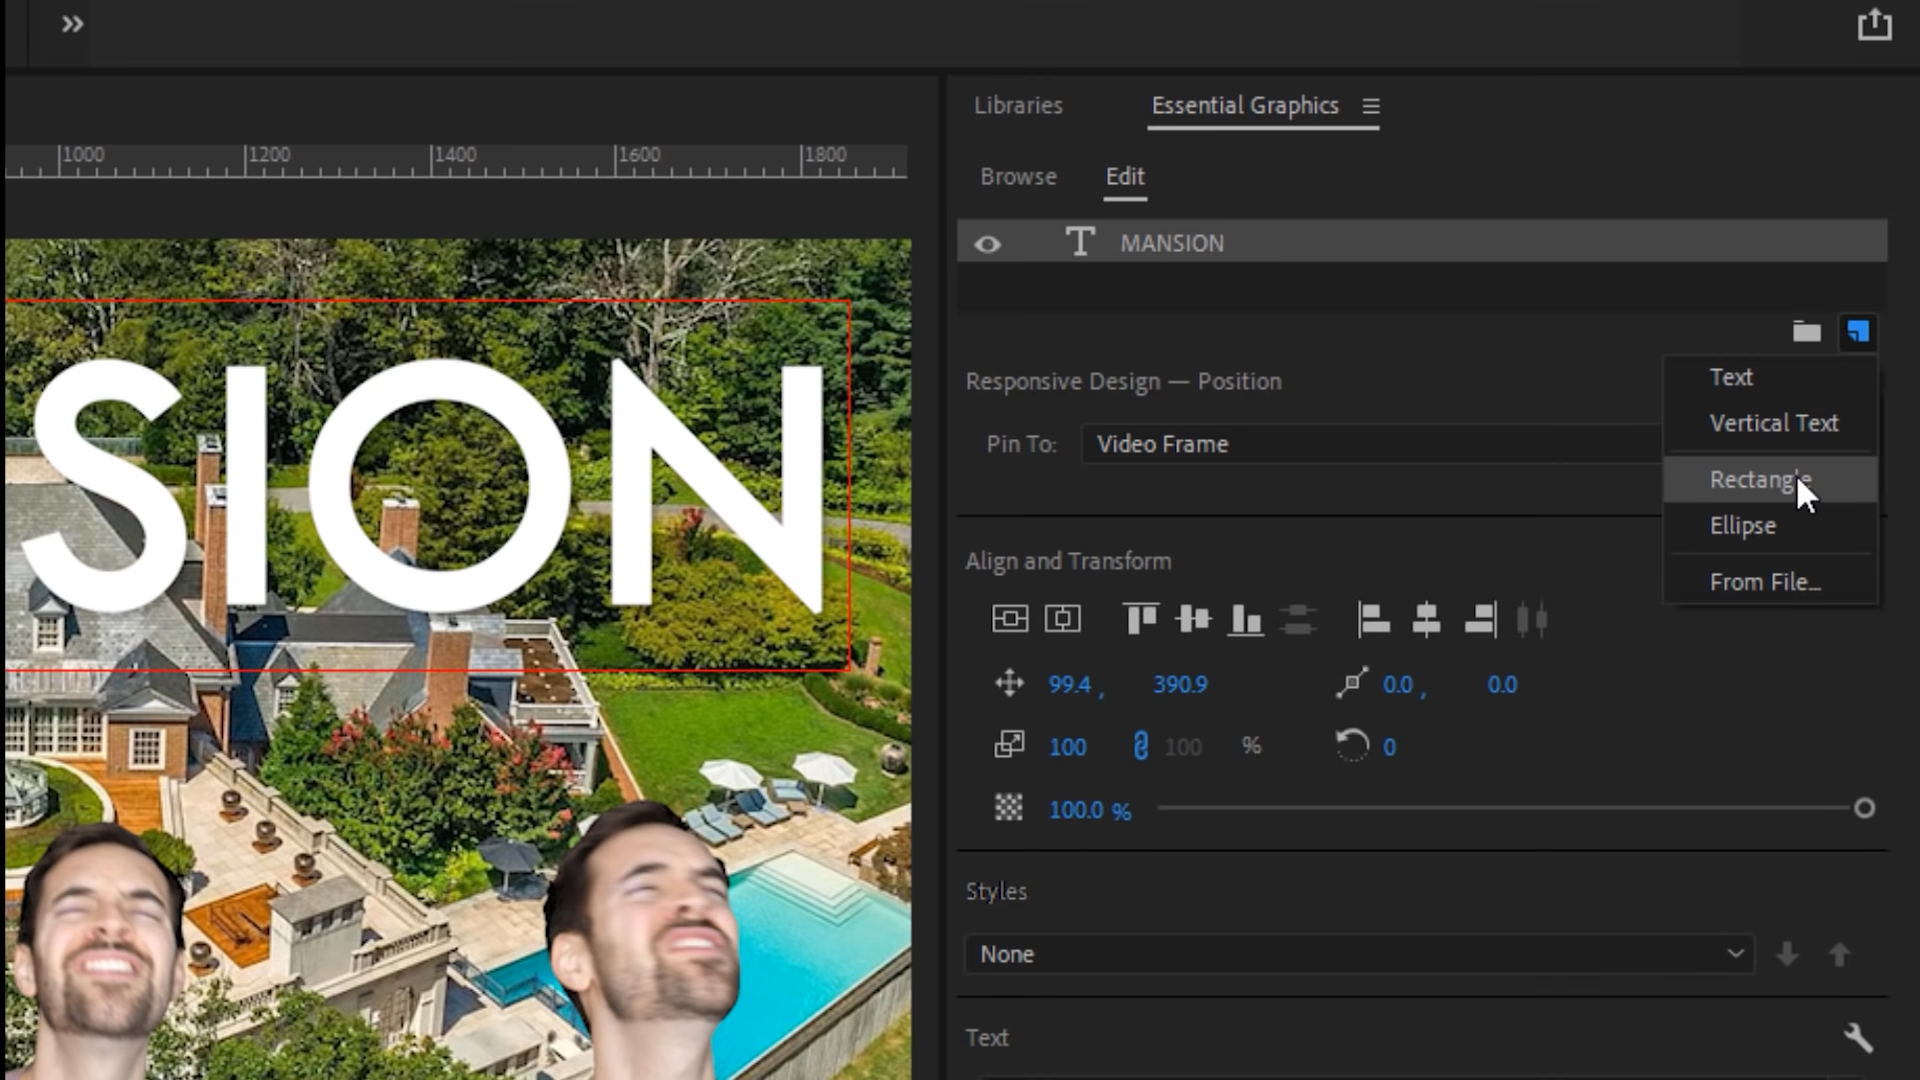 Libraries
Essential Graphics
1000
1200
1400
1600
1800
Browse
Edit
MANSION
Text
Responsive Design — Position
Vertical Text
Pin To:
Video Frame
SION
Rectangle
Ellipse
Align and Transform
From File...
99.4 ,
390.9
0.0 ,
0.0
100
100
%
0
100.0 %
Styles
None
Text